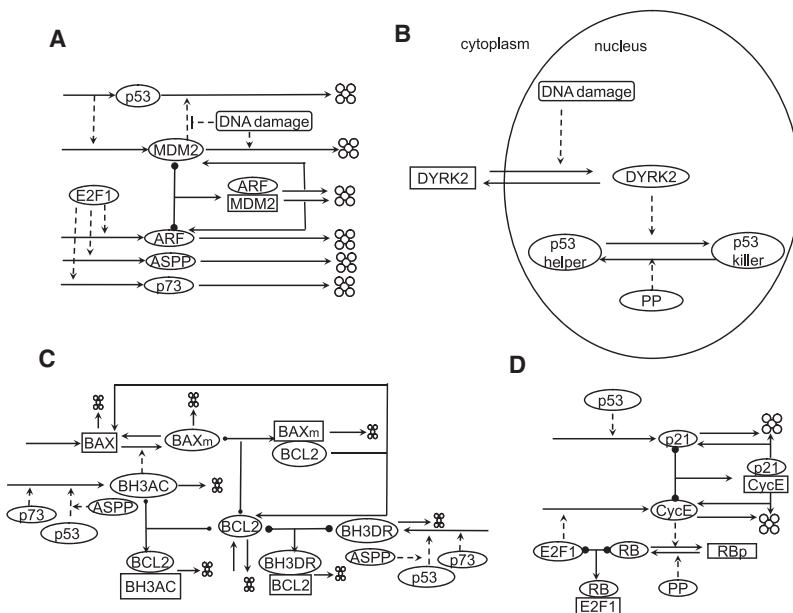 A
p53
DNA damage
MDM2
ARF
MDM2
E2F1
ARF
ASPP
p73
B
cytoplasm nucleus
DNA damage
DYRK2
DYRK2
p53
helper
p53
killer
PP
C
BAX
BAXm
BAXm
BCL2
BH3AC
p73
p53
ASPP
BCL2
BH3DR
ASPP
p53
p73
BCL2
BH3AC
BH3DR
BCL2
D
p53
p21
p21
CycE
CycE
E2F1
RB
RBp
RB
E2F1
PP